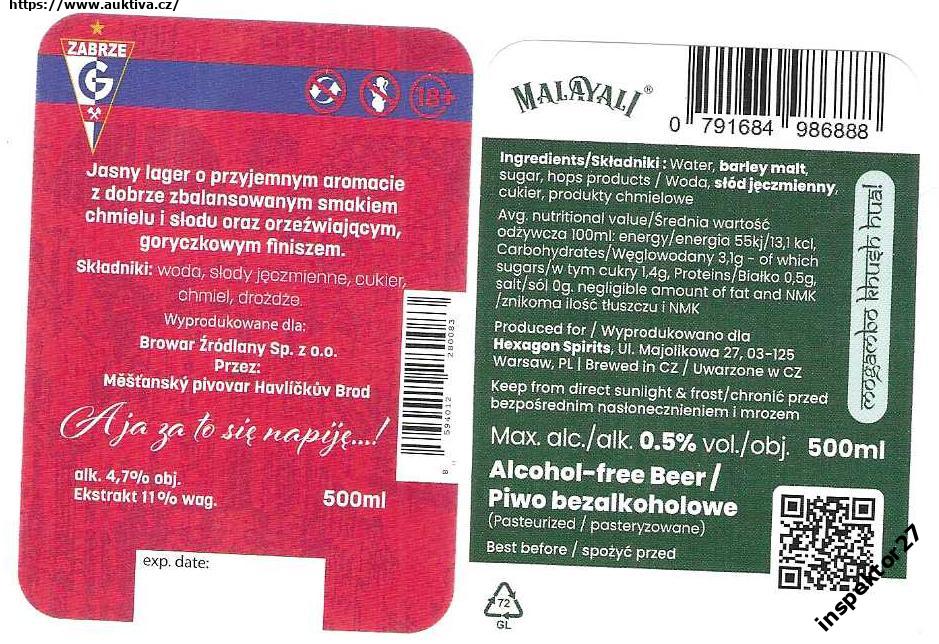 https://www.auktiva.cz/
ZABRZE
G
18+
Jasny lager o przyjemnym aromacie
z dobrze zbalansowanym smakiem
chmielu i słodu oraz orzeźwiającym,
goryczkowym finiszem.
Składniki: woda, słody jęczmienne, cukier,
chmiel, drożdże.
Wyprodukowane dla:
Browar Źródlany Sp. z o.o.
Przez:
Měšťanský pivovar Havlíčkův Brod
A ja za to się napiję...!
alk. 4,7% obj.
Ekstrakt 11% wag.
500ml
exp. date:
8 594012 280083
MALAYALI®
0 791684 986888
Ingredients/Składniki : Water, barley malt,
sugar, hops products / Woda, słód jęczmienny,
cukier, produkty chmielowe
Avg. nutritional value/Średnia wartość
odżywcza 100ml: energy/energia 55kj/13,1 kcl,
Carbohydrates/Węglowodany 3,1g - of which
sugars/w tym cukry 1,4g, Proteins/Białko 0,5g,
salt/sól 0g. negligible amount of fat and NMK
/znikoma ilość tłuszczu i NMK
Produced for / Wyprodukowano dla
Hexagon Spirits, Ul. Majolikowa 27, 03-125
Warsaw, PL | Brewed in CZ / Uwarzone w CZ
Keep from direct sunlight & frost/chronić przed
bezpośrednim nasłonecznieniem i mrozem
mogambo khush hua!
Max. alc./alk. 0.5% vol./obj. 500ml
Alcohol-free Beer /
Piwo bezalkoholowe
(Pasteurized / pasteryzowane)
Best before / spożyć przed
72
GL
inspektor27